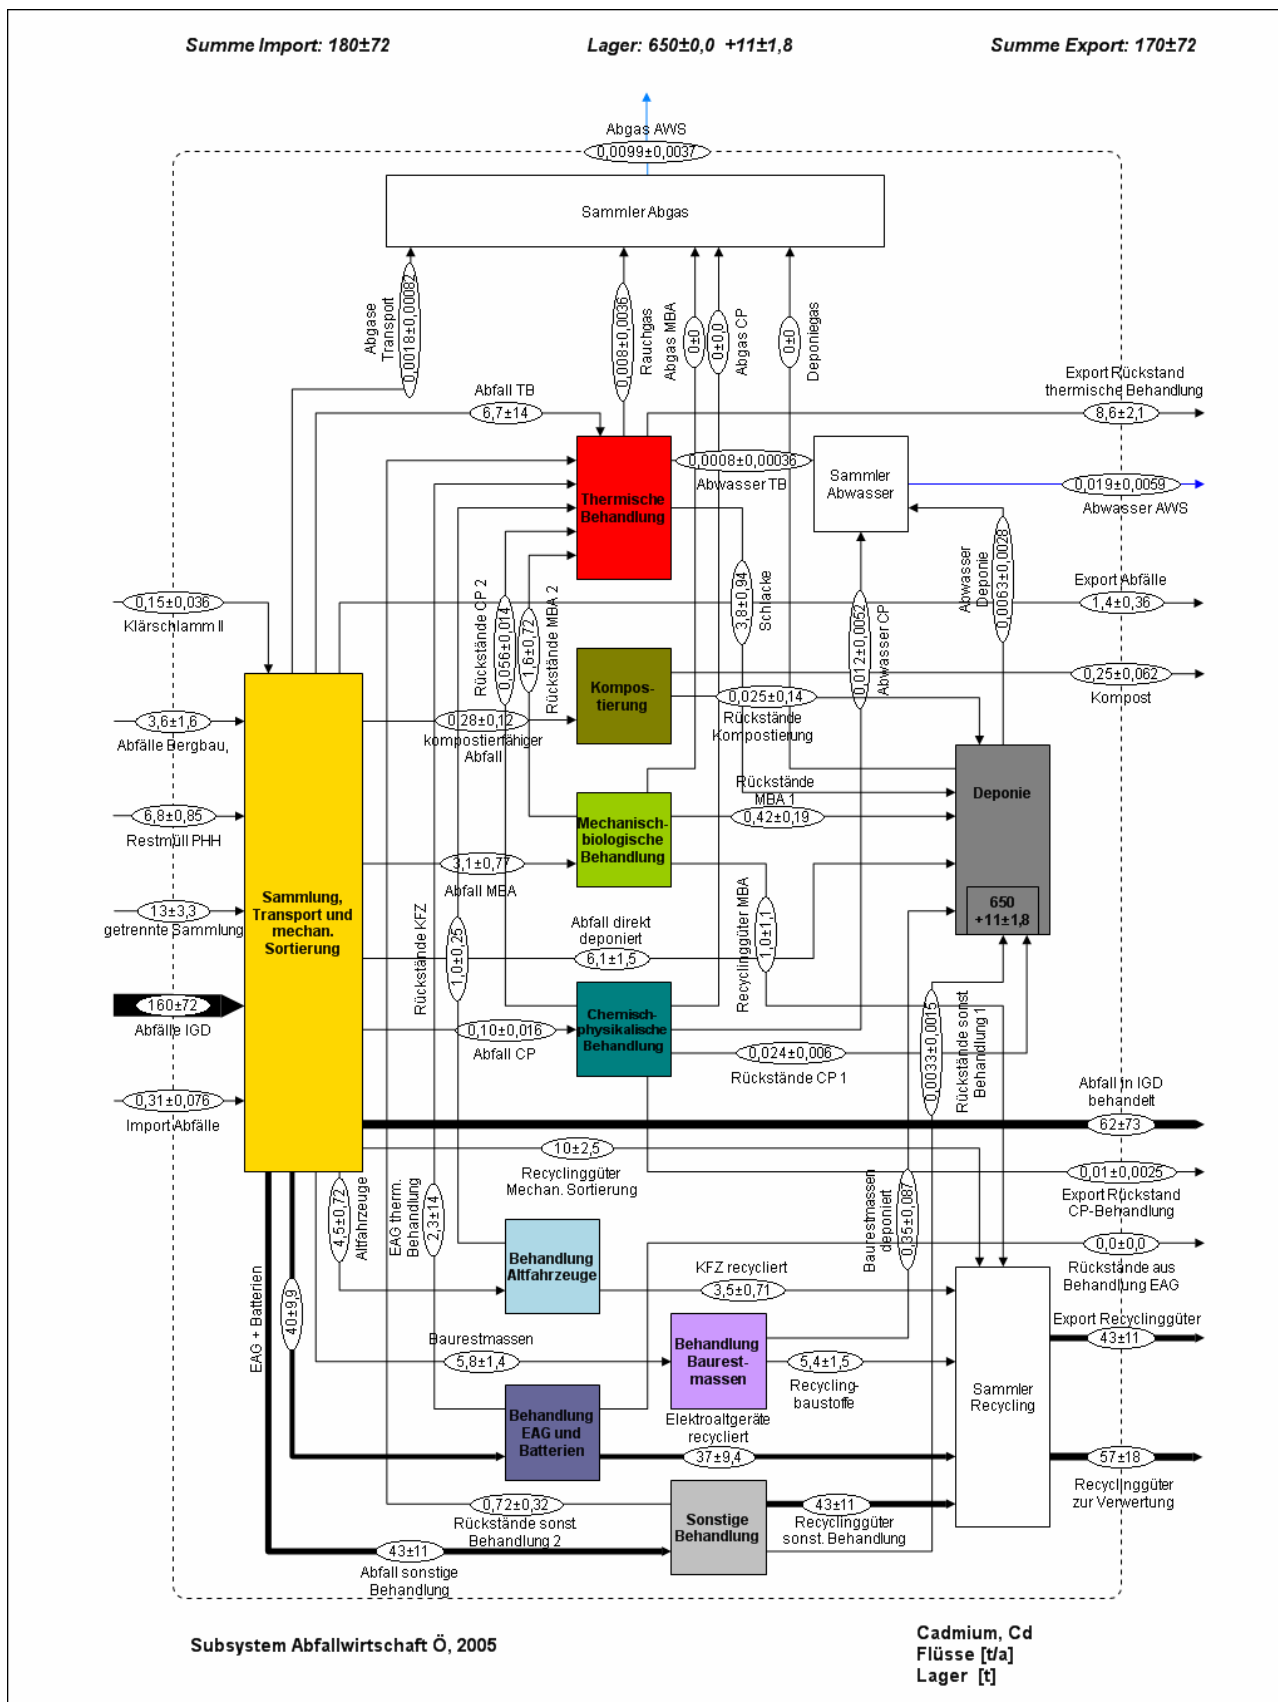 Summe Import: 180±72
Lager: 650±0,0 +11±1,8
Summe Export: 170±72
Abgas AWS
0,0099±0,0037
Sammler Abgas
Abgase
Transport
0,0018±0,00082
0,008±0,0036
Rauchgas
Abgas MBA
0±0
0±0,0
Abgas CP
0±0
Deponiegas
Abfall TB
6,7±14
Export Rückstand
thermische Behandlung
8,6±2,1
Thermische
Behandlung
0,0008±0,00036
Abwasser TB
Sammler
Abwasser
0,019±0,0059
Abwasser AWS
Abwasser
Deponie
0,0063±0,0028
Export Abfälle
1,4±0,36
0,15±0,036
Klärschlamm II
Rückstände CP 2
0,056±0,014
1,6±0,72
Rückstände MBA 2
3,8±0,94
Schlacke
0,012±0,0052
Abwasser CP
Kompos-
tierung
0,25±0,062
Kompost
0,025±0,14
Rückstände
Kompostierung
3,6±1,6
Abfälle Bergbau,
0,28±0,12
kompostierfähiger
Abfall
Deponie
650
+11±1,8
Rückstände
MBA 1
0,42±0,19
Mechanisch-
biologische
Behandlung
6,8±0,85
Restmüll PHH
3,1±0,77
Abfall MBA
Sammlung,
Transport und
mechan.
Sortierung
13±3,3
getrennte Sammlung
Rückstände KFZ
1,0±0,25
Abfall direkt
deponiert
6,1±1,5
Recyclinggüter MBA
1,0±1,1
160±72
Abfälle IGD
Chemisch-
physikalische
Behandlung
0,10±0,016
Abfall CP
0,024±0,006
Rückstände CP 1
0,0033±0,0015
Rückstände sonst
Behandlung 1
0,31±0,076
Import Abfälle
Abfall in IGD
behandelt
62±73
10±2,5
Recyclinggüter
Mechan. Sortierung
0,01±0,0025
Export Rückstand
CP-Behandlung
4,5±0,72
Altfahrzeuge
EAG therm.
Behandlung
2,3±14
Baurestmassen
deponiert
0,35±0,087
0,0±0,0
Rückstände aus
Behandlung EAG
Behandlung
Altfahrzeuge
KFZ recycliert
3,5±0,71
EAG + Batterien
40±9,9
Baurestmassen
5,8±1,4
Behandlung
Baurest-
massen
5,4±1,5
Recycling-
baustoffe
Export Recyclinggüter
43±11
Sammler
Recycling
Behandlung
EAG und
Batterien
Elektroaltgeräte
recycliert
37±9,4
57±18
Recyclinggüter
zur Verwertung
0,72±0,32
Rückstände sonst.
Behandlung 2
Sonstige
Behandlung
43±11
Recyclinggüter
sonst. Behandlung
43±11
Abfall sonstige
Behandlung
Subsystem Abfallwirtschaft Ö, 2005
Cadmium, Cd
Flüsse [t/a]
Lager [t]